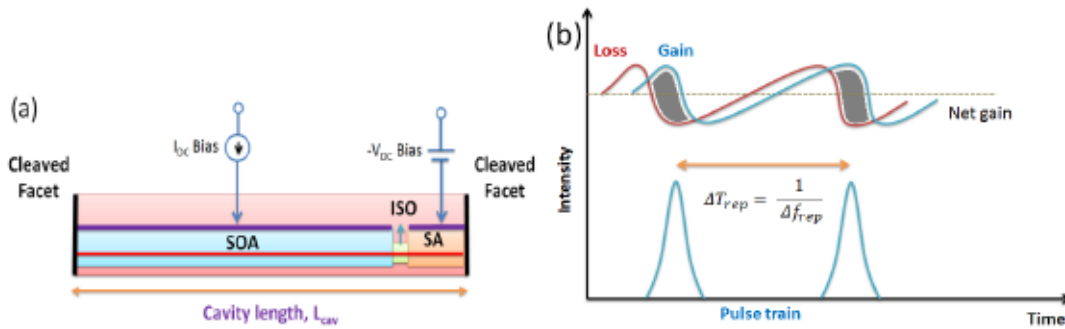 (a)
Cleaved
Facet
I_DC Bias
-V_DC Bias
Cleaved
Facet
ISO
SOA
SA
Cavity length, L_cav
(b)
Loss
Gain
Net gain
Intensity
ΔT_rep = 1 / Δf_rep
Pulse train
Time